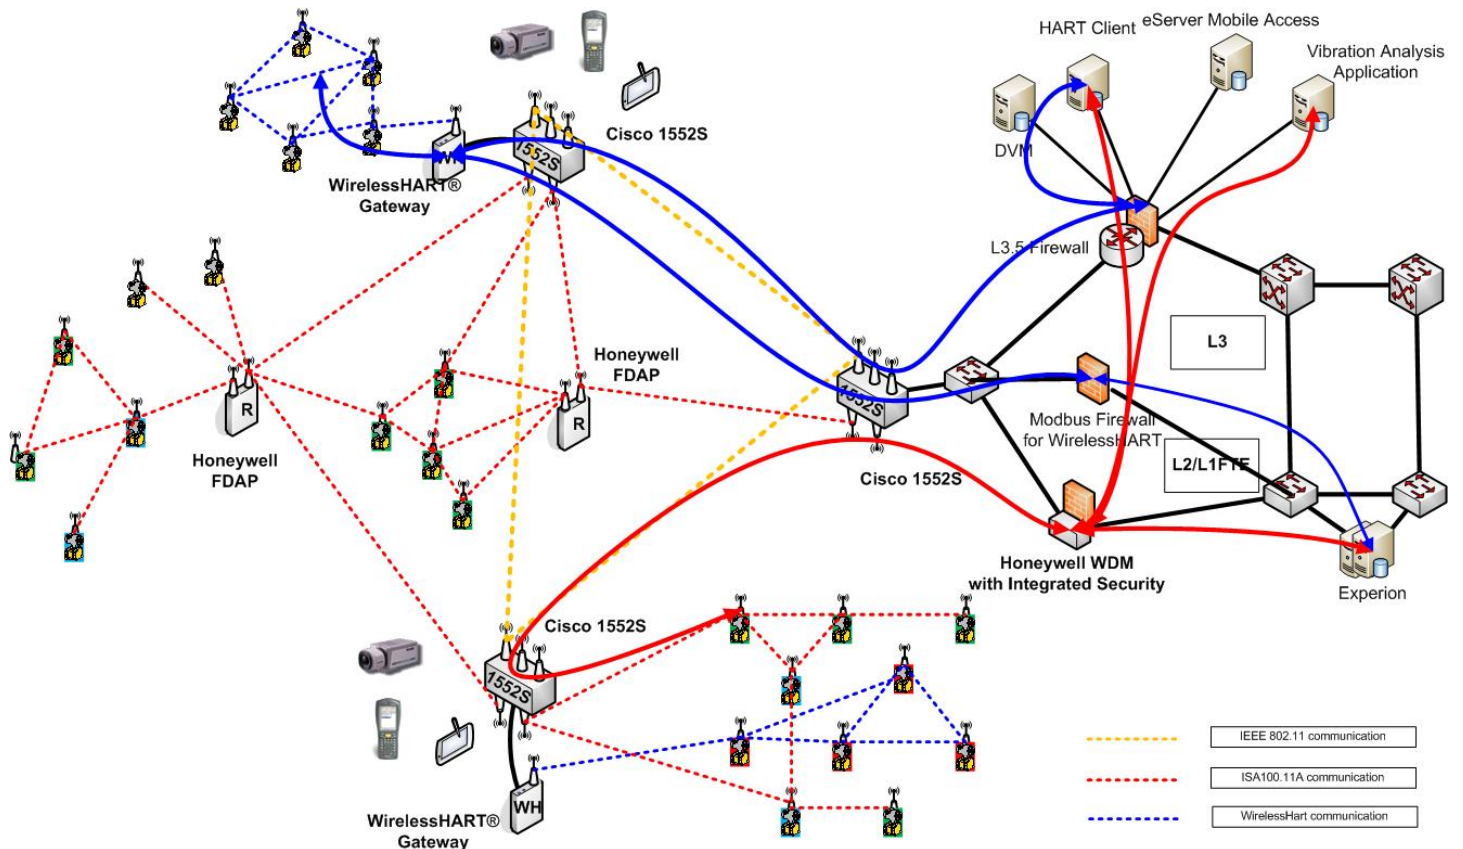 eServer Mobile Access
HART Client
Vibration Analysis
Application
Cisco 1552S
1552S
DVM
WirelessHART®
Gateway
L3.5 Firewall
L3
Honeywell
FDAP
1552S
R
R
Modbus Firewall
for WirelessHART
L2/L1FTE
Honeywell
FDAP
Cisco 1552S
Honeywell WDM
with Integrated Security
Experion
Cisco 1552S
1552S
IEEE 802.11 communication
ISA100.11A communication
WH
WirelessHART®
Gateway
WirelessHart communication